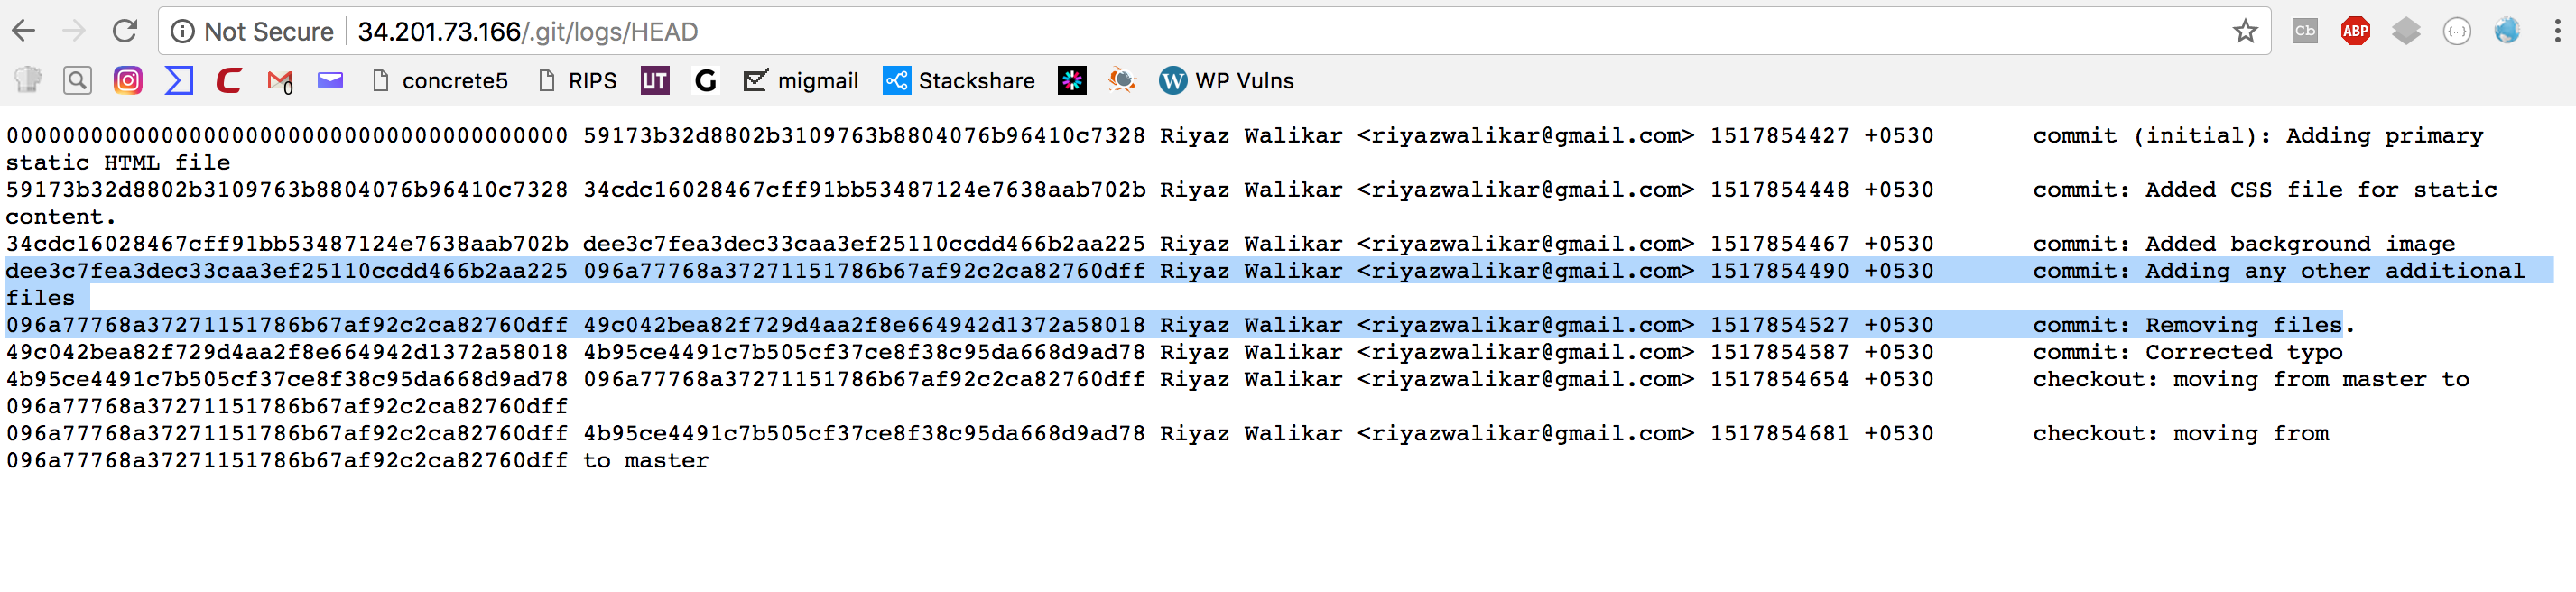 Not Secure 34.201.73.166/.git/logs/HEAD Cb ABP {...}
0 concrete5 RIPS UT G migmail Stackshare W WP Vulns
0000000000000000000000000000000000000000 59173b32d8802b3109763b8804076b96410c7328 Riyaz Walikar <riyazwalikar@gmail.com> 1517854427 +0530 commit (initial): Adding primary
static HTML file
59173b32d8802b3109763b8804076b96410c7328 34cdc16028467cff91bb53487124e7638aab702b Riyaz Walikar <riyazwalikar@gmail.com> 1517854448 +0530 commit: Added CSS file for static
content.
34cdc16028467cff91bb53487124e7638aab702b dee3c7fea3dec33caa3ef25110ccdd466b2aa225 Riyaz Walikar <riyazwalikar@gmail.com> 1517854467 +0530 commit: Added background image
dee3c7fea3dec33caa3ef25110ccdd466b2aa225 096a77768a37271151786b67af92c2ca82760dff Riyaz Walikar <riyazwalikar@gmail.com> 1517854490 +0530 commit: Adding any other additional
files
096a77768a37271151786b67af92c2ca82760dff 49c042bea82f729d4aa2f8e664942d1372a58018 Riyaz Walikar <riyazwalikar@gmail.com> 1517854527 +0530 commit: Removing files.
49c042bea82f729d4aa2f8e664942d1372a58018 4b95ce4491c7b505cf37ce8f38c95da668d9ad78 Riyaz Walikar <riyazwalikar@gmail.com> 1517854587 +0530 commit: Corrected typo
4b95ce4491c7b505cf37ce8f38c95da668d9ad78 096a77768a37271151786b67af92c2ca82760dff Riyaz Walikar <riyazwalikar@gmail.com> 1517854654 +0530 checkout: moving from master to
096a77768a37271151786b67af92c2ca82760dff
096a77768a37271151786b67af92c2ca82760dff 4b95ce4491c7b505cf37ce8f38c95da668d9ad78 Riyaz Walikar <riyazwalikar@gmail.com> 1517854681 +0530 checkout: moving from
096a77768a37271151786b67af92c2ca82760dff to master